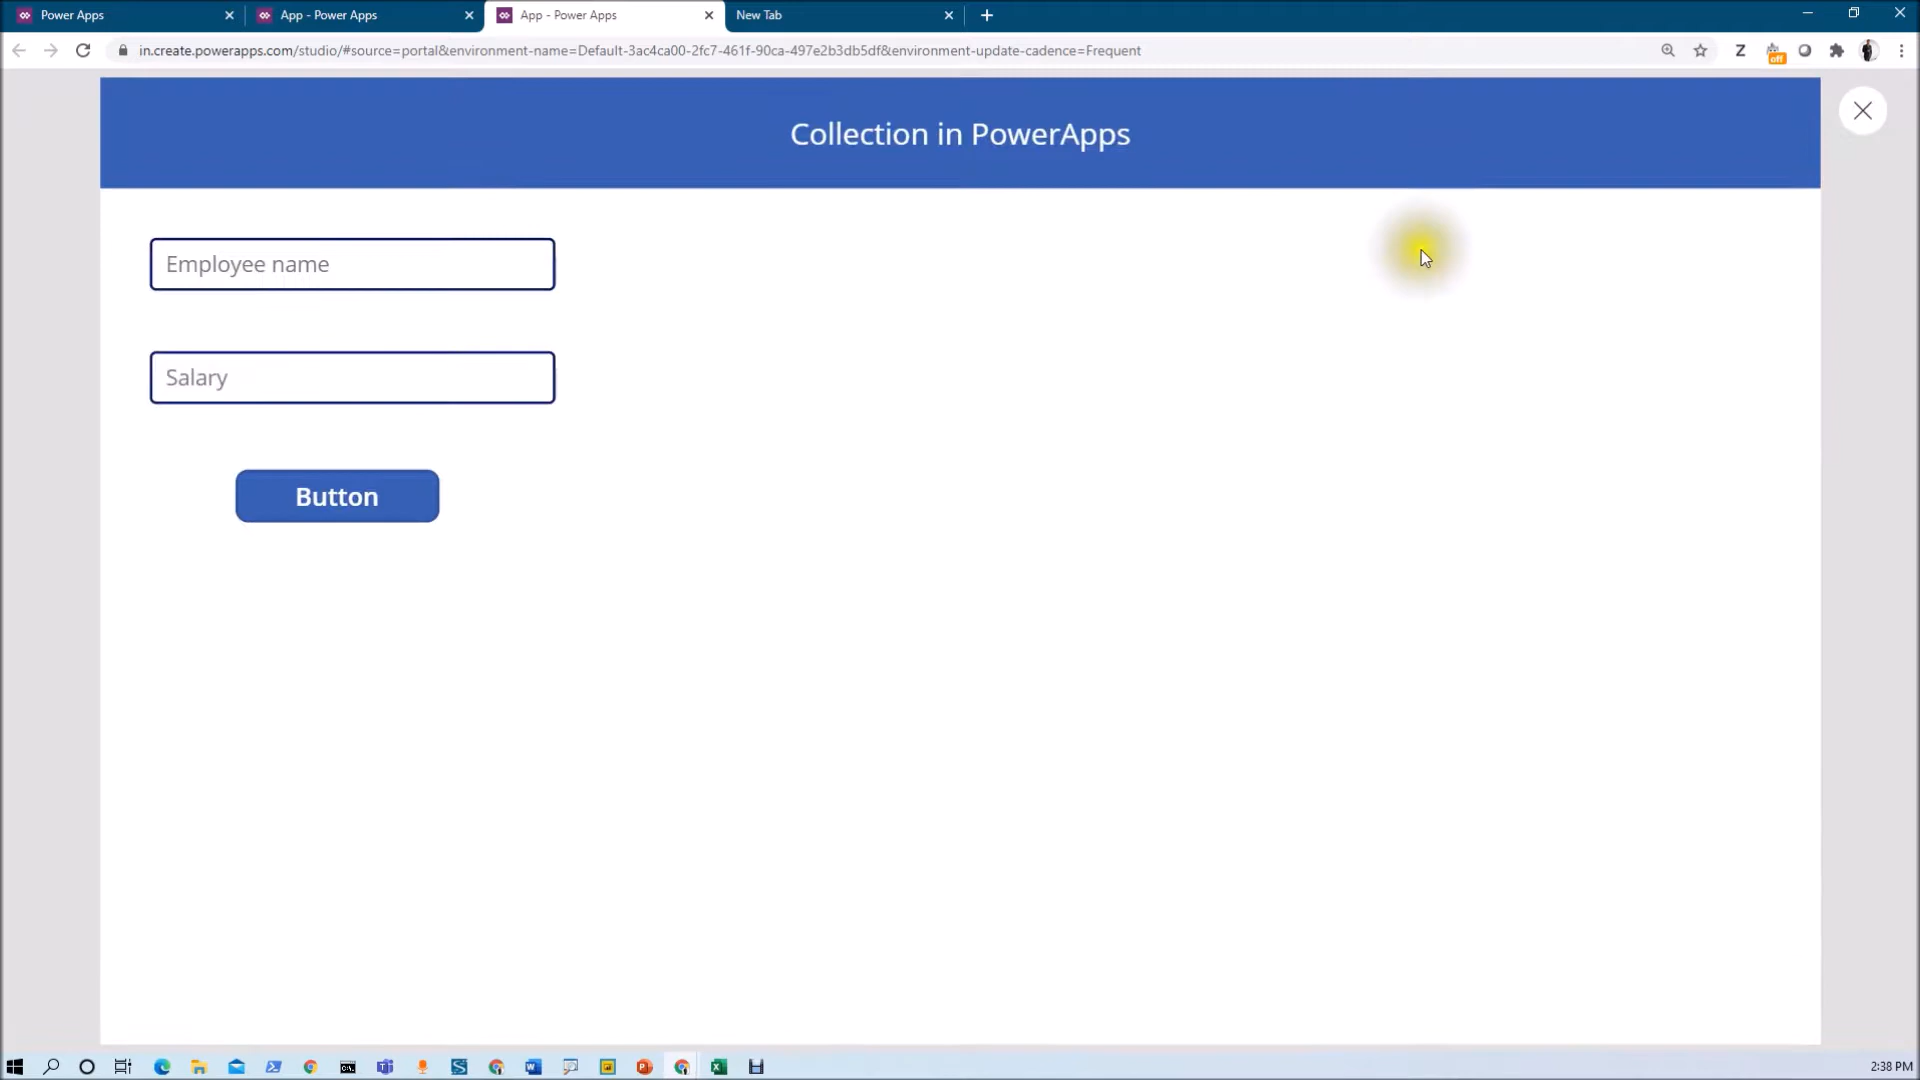 Power Apps
App - Power Apps
App - Power Apps
New Tab
in.create.powerapps.com/studio/#source=portal&environment-name=Default-3ac4ca00-2fc7-461f-90ca-497e2b3db5df&environment-update-cadence=Frequent
Z
off
Collection in PowerApps
Employee name
Salary
Button
2:38 PM